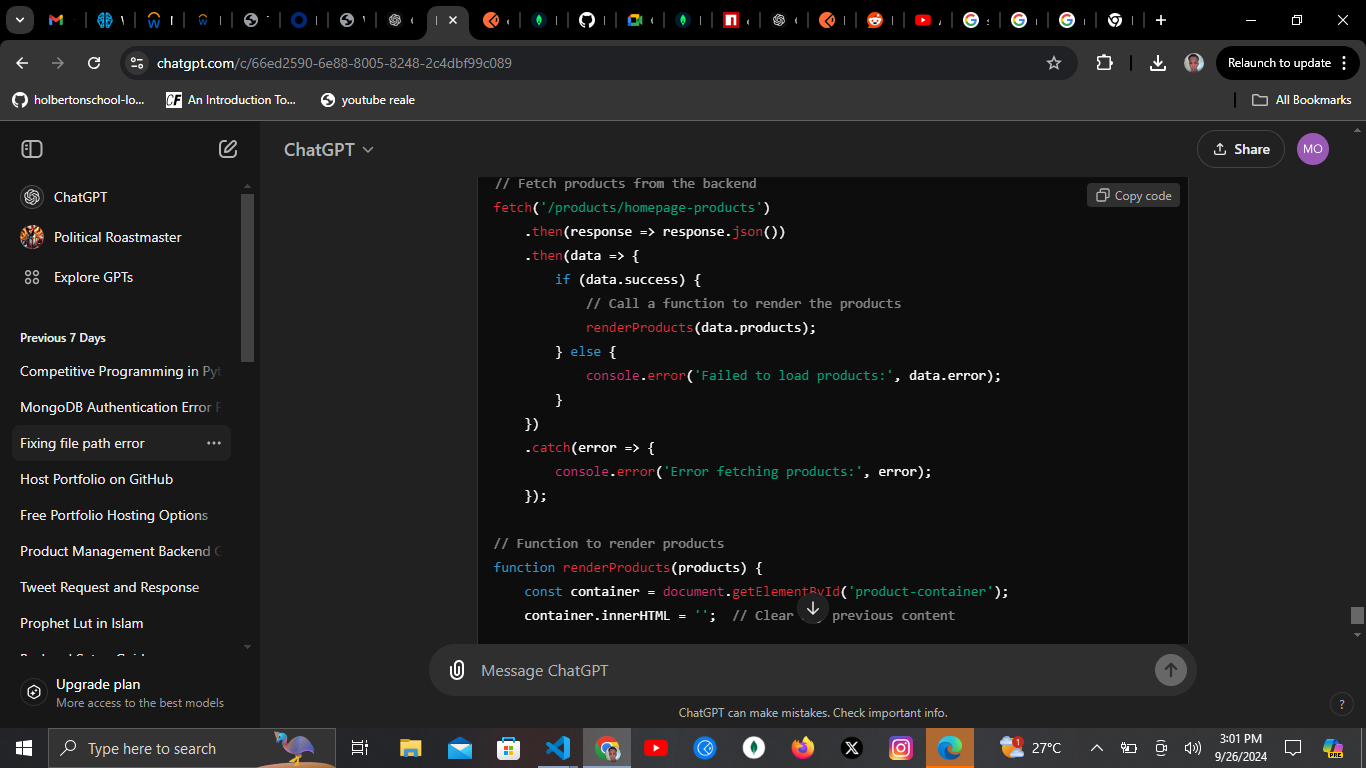 chatgpt.com/c/66ed2590-6e88-8005-8248-2c4dbf99c089
Relaunch to update
holbertonschool-lo...
An Introduction To...
youtube reale
All Bookmarks
ChatGPT
Share
MO
ChatGPT
Political Roastmaster
Explore GPTs
Previous 7 Days
Competitive Programming in Pyt
MongoDB Authentication Error
Fixing file path error
Host Portfolio on GitHub
Free Portfolio Hosting Options
Product Management Backend
Tweet Request and Response
Prophet Lut in Islam
Upgrade plan
More access to the best models
// Fetch products from the backend
Copy code
fetch('/products/homepage-products')
.then(response => response.json())
.then(data => {
if (data.success) {
// Call a function to render the products
renderProducts(data.products);
} else {
console.error('Failed to load products:', data.error);
}
})
.catch(error => {
console.error('Error fetching products:', error);
});
// Function to render products
function renderProducts(products) {
const container = document.getElementById('product-container');
container.innerHTML = ''; // Clear previous content
Message ChatGPT
ChatGPT can make mistakes. Check important info.
?
Type here to search
27°C
3:01 PM
9/26/2024